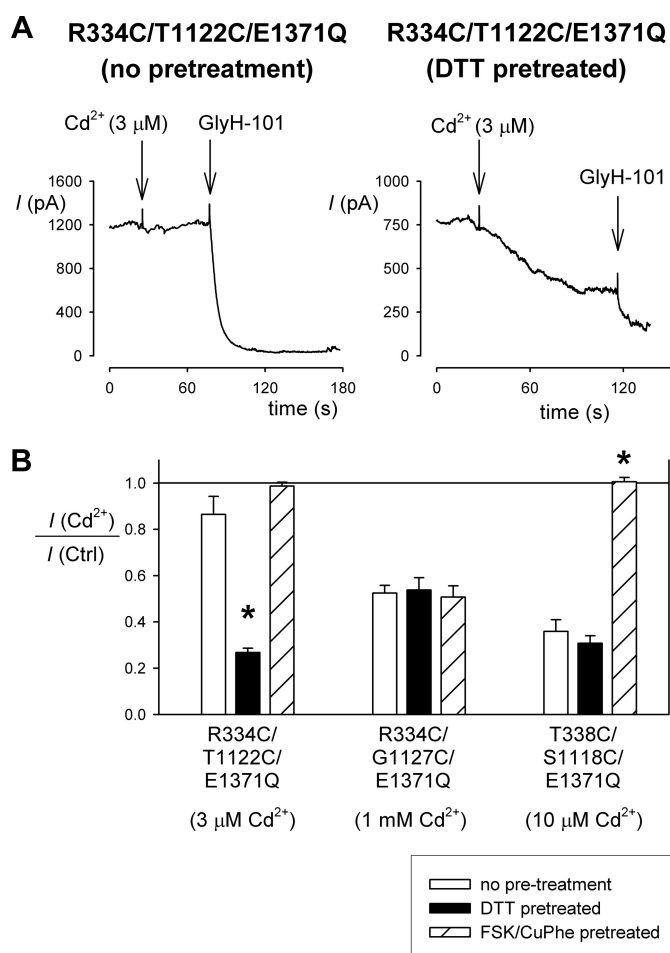 A
R334C/T1122C/E1371Q
(no pretreatment)
R334C/T1122C/E1371Q
(DTT pretreated)
Cd²⁺ (3 μM)
GlyH-101
I (pA)
1600
1200
800
400
0
0
60
120
180
time (s)
Cd²⁺ (3 μM)
GlyH-101
I (pA)
1000
750
500
250
0
0
60
120
time (s)
B
I (Cd²⁺)
I (Ctrl)
1.0
0.8
0.6
0.4
0.2
0.0
*
*
R334C/
T1122C/
E1371Q
(3 μM Cd²⁺)
R334C/
G1127C/
E1371Q
(1 mM Cd²⁺)
T338C/
S1118C/
E1371Q
(10 μM Cd²⁺)
no pre-treatment
DTT pretreated
FSK/CuPhe pretreated